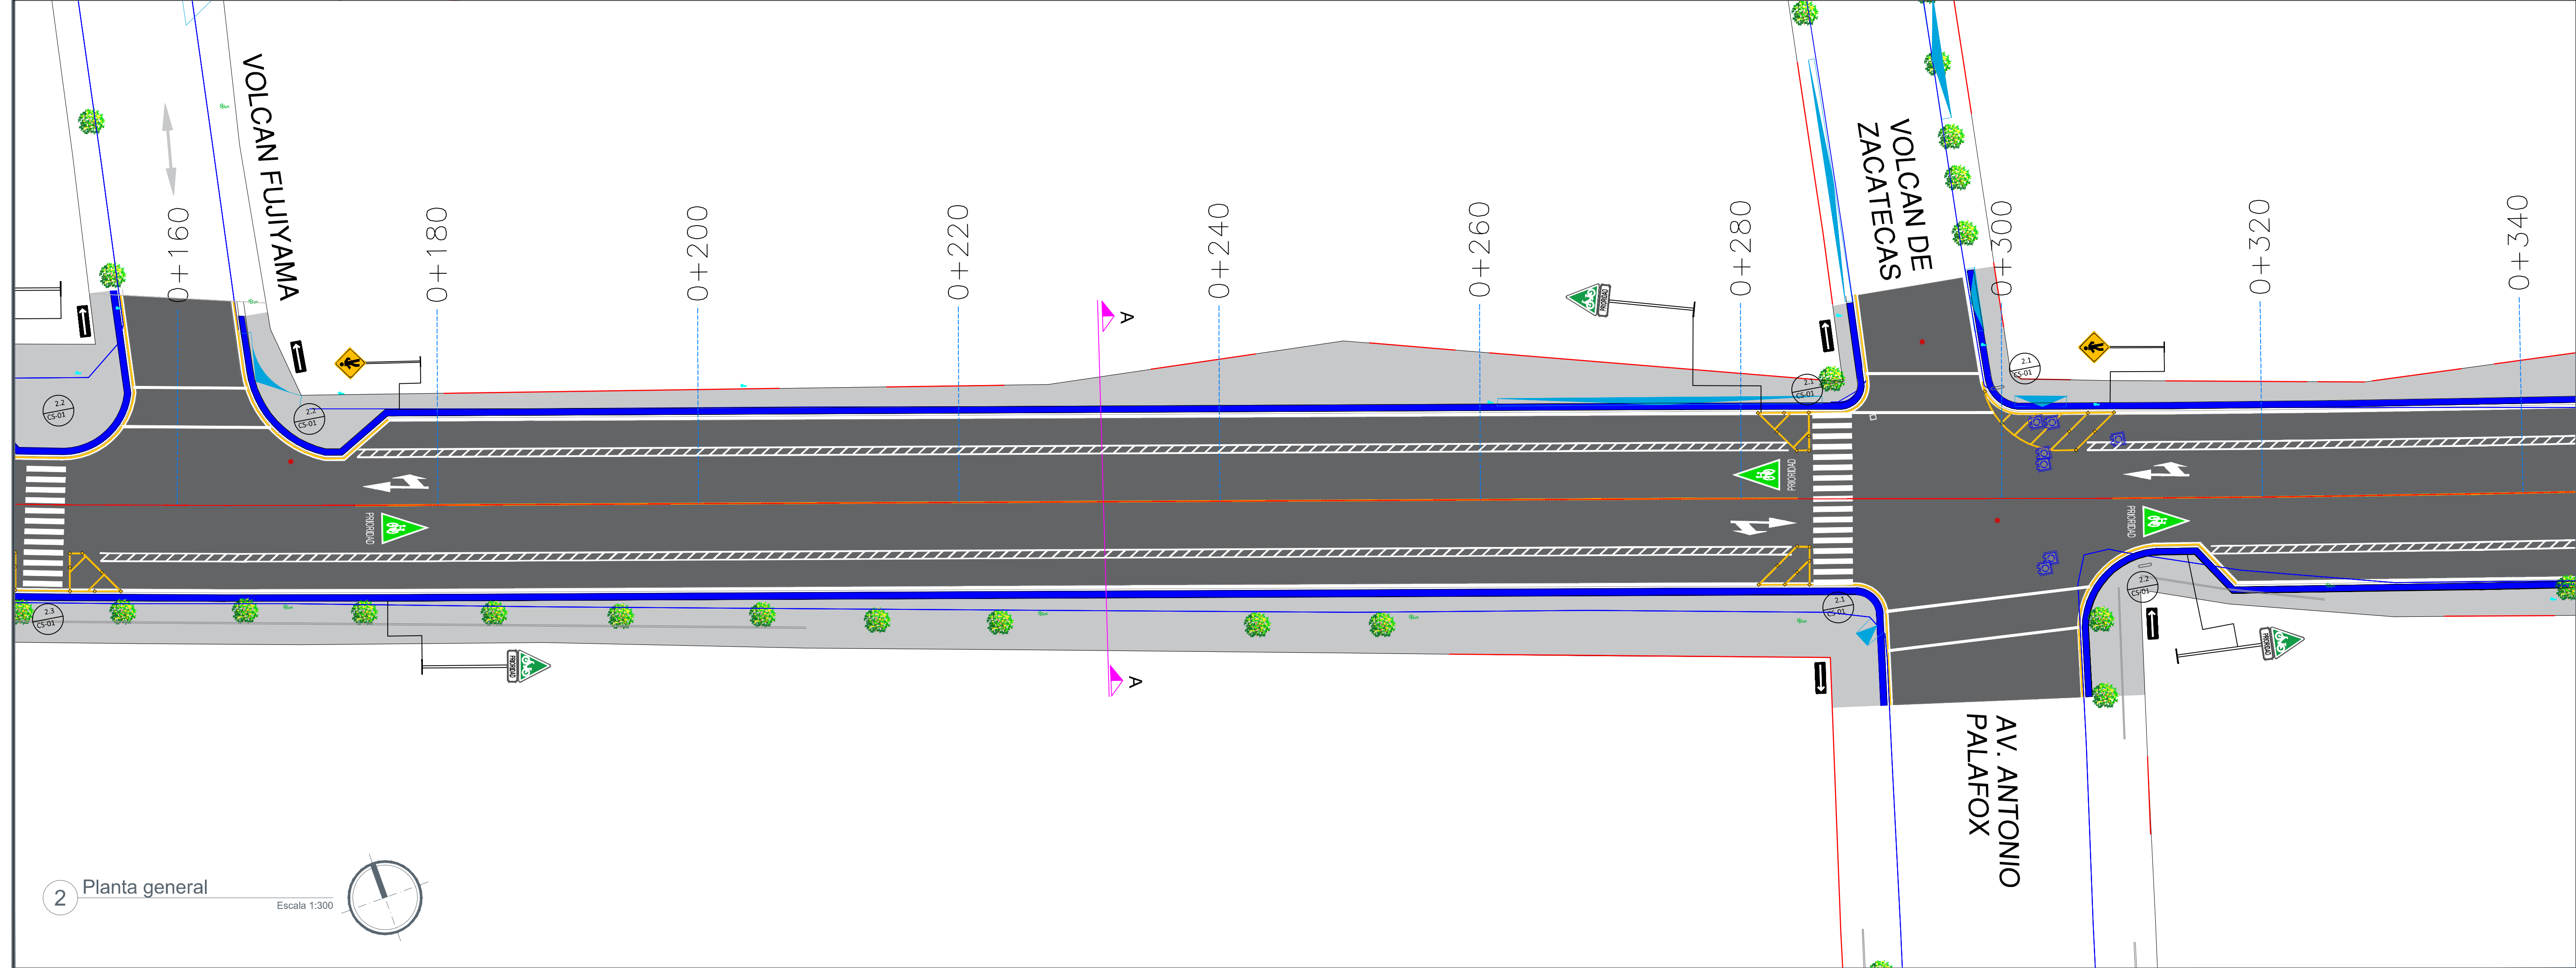 VOLCAN FUJIYAMA
VOLCAN DE
ZACATECAS
0+160
0+180
0+200
0+220
0+240
0+260
0+280
0+300
0+320
0+340
A
PRIORIDAD
2.2
CS-01
2.2
CS-01
2.1
CS-01
2.1
CS-01
PRIORIDAD
PRIORIDAD
PRIORIDAD
2.3
CS-01
2.1
CS-01
2.2
CS-01
PRIORIDAD
PRIORIDAD
A
AV. ANTONIO
PALAFOX
2
Planta general
Escala 1:300